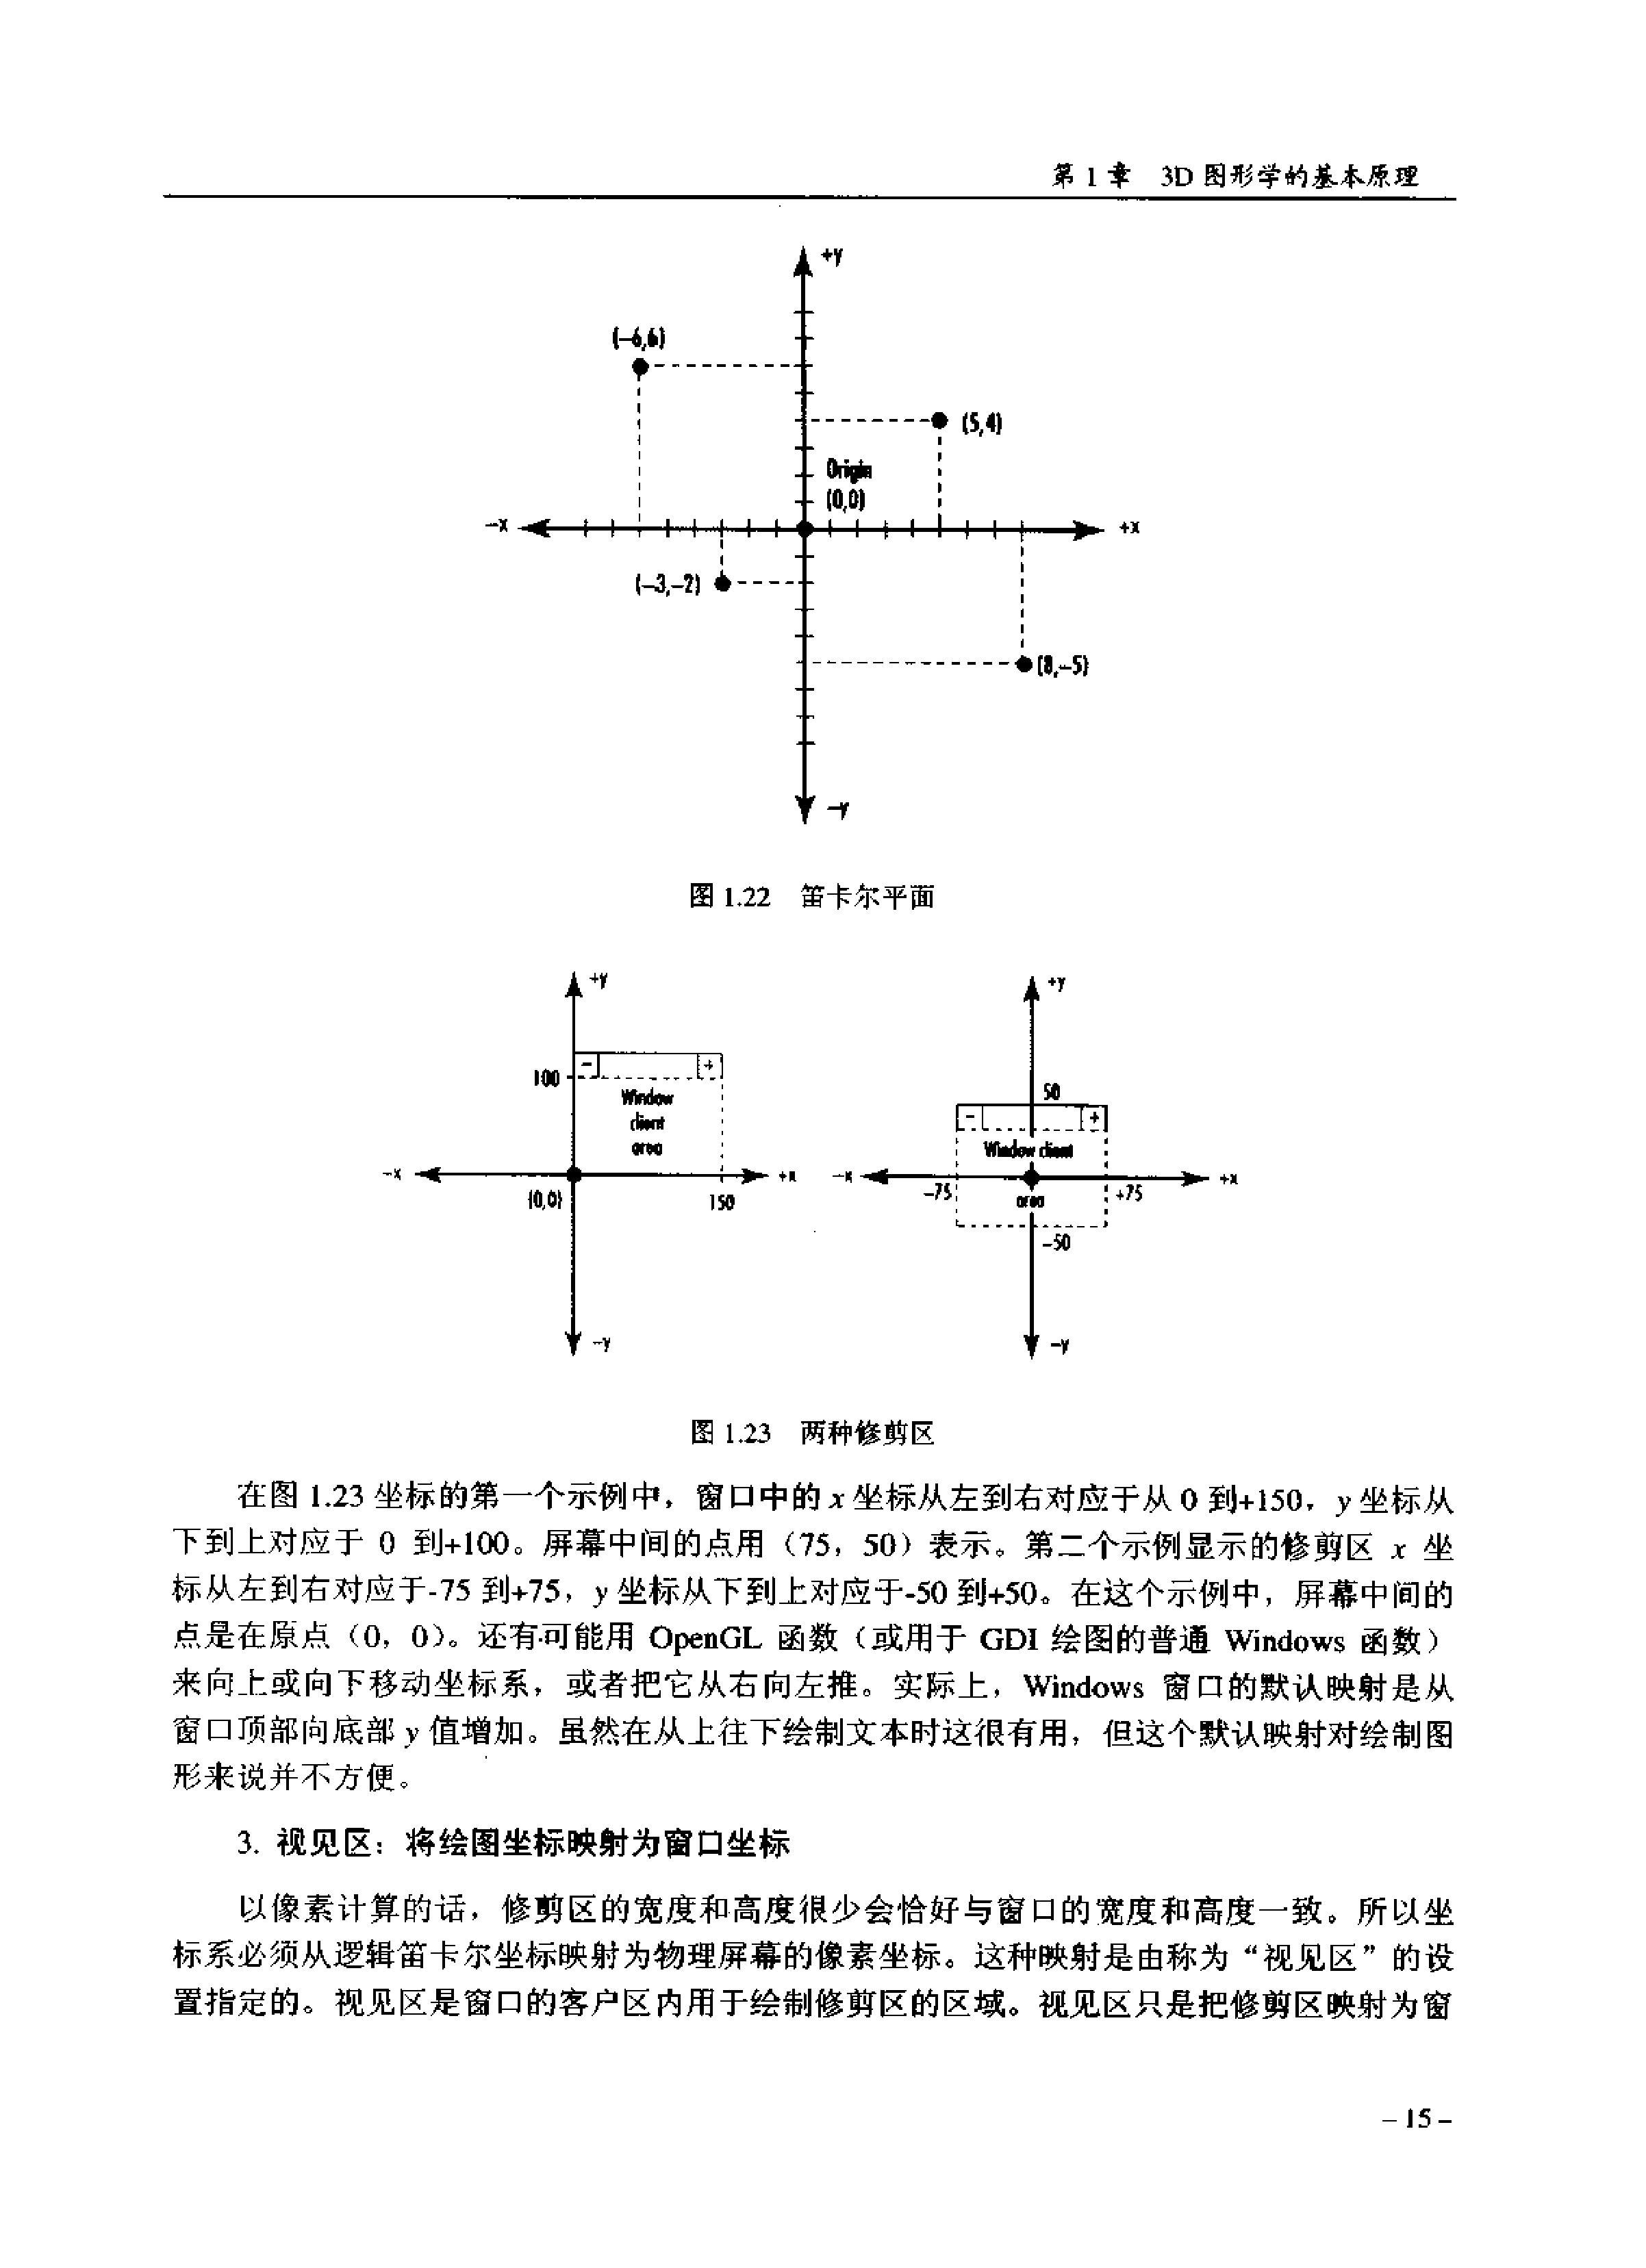 第 1 章 3D 图形学的基本原理
+y
(-6,6)
(5,4)
Origin
(0,0)
-x
+x
(-3,-2)
(8,-5)
-y
图 1.22 笛卡尔平面
+y
100
- +
Window
client
area
-x
+x
(0,0)
150
-y
+y
50
- +
Window client
-x
+x
-75
area
+75
-50
-y
图 1.23 两种修剪区
在图 1.23 坐标的第一个示例中，窗口中的 x 坐标从左到右对应于从 0 到+150，y 坐标从
下到上对应于 0 到+100。屏幕中间的点用（75，50）表示。第二个示例显示的修剪区 x 坐
标从左到右对应于-75 到+75，y 坐标从下到上对应于-50 到+50。在这个示例中，屏幕中间的
点是在原点（0，0）。还有可能用 OpenGL 函数（或用于 GDI 绘图的普通 Windows 函数）
来向上或向下移动坐标系，或者把它从右向左推。实际上，Windows 窗口的默认映射是从
窗口顶部向底部 y 值增加。虽然在从上往下绘制文本时这很有用，但这个默认映射对绘制图
形来说并不方便。
3. 视见区：将绘图坐标映射为窗口坐标
以像素计算的话，修剪区的宽度和高度很少会恰好与窗口的宽度和高度一致。所以坐
标系必须从逻辑笛卡尔坐标映射为物理屏幕的像素坐标。这种映射是由称为“视见区”的设
置指定的。视见区是窗口的客户区内用于绘制修剪区的区域。视见区只是把修剪区映射为窗
- 15 -